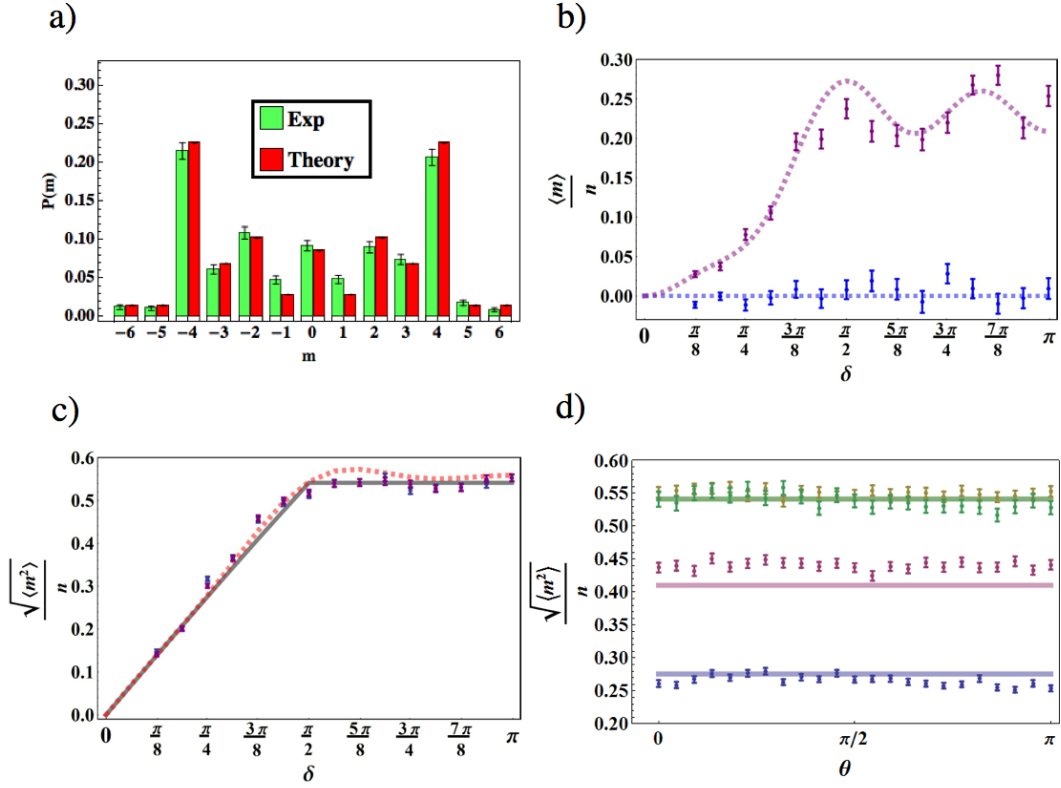 a)
P(m)
0.30
0.25
0.20
0.15
0.10
0.05
0.00
Exp
Theory
−6 −5 −4 −3 −2 −1 0 1 2 3 4 5 6
m
b)
⟨m⟩
n
0.30
0.25
0.20
0.15
0.10
0.05
0.00
0 π/8 π/4 3π/8 π/2 5π/8 3π/4 7π/8 π
δ
c)
√⟨m²⟩
n
0.6
0.5
0.4
0.3
0.2
0.1
0.0
0 π/8 π/4 3π/8 π/2 5π/8 3π/4 7π/8 π
δ
d)
√⟨m²⟩
n
0.60
0.55
0.50
0.45
0.40
0.35
0.30
0.25
0.20
0 π/2 π
θ